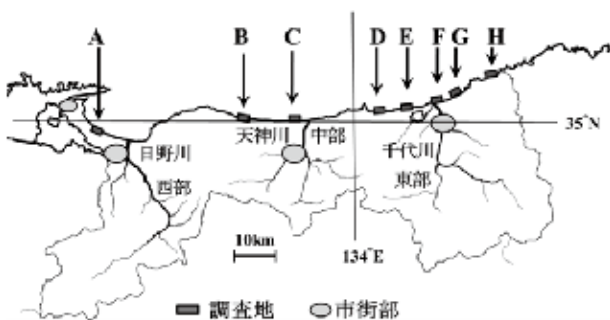 A B C D E F G H
35°N
天神川 中部
日野川
千代川
西部
東部
10km
134°E
調査地 市街部